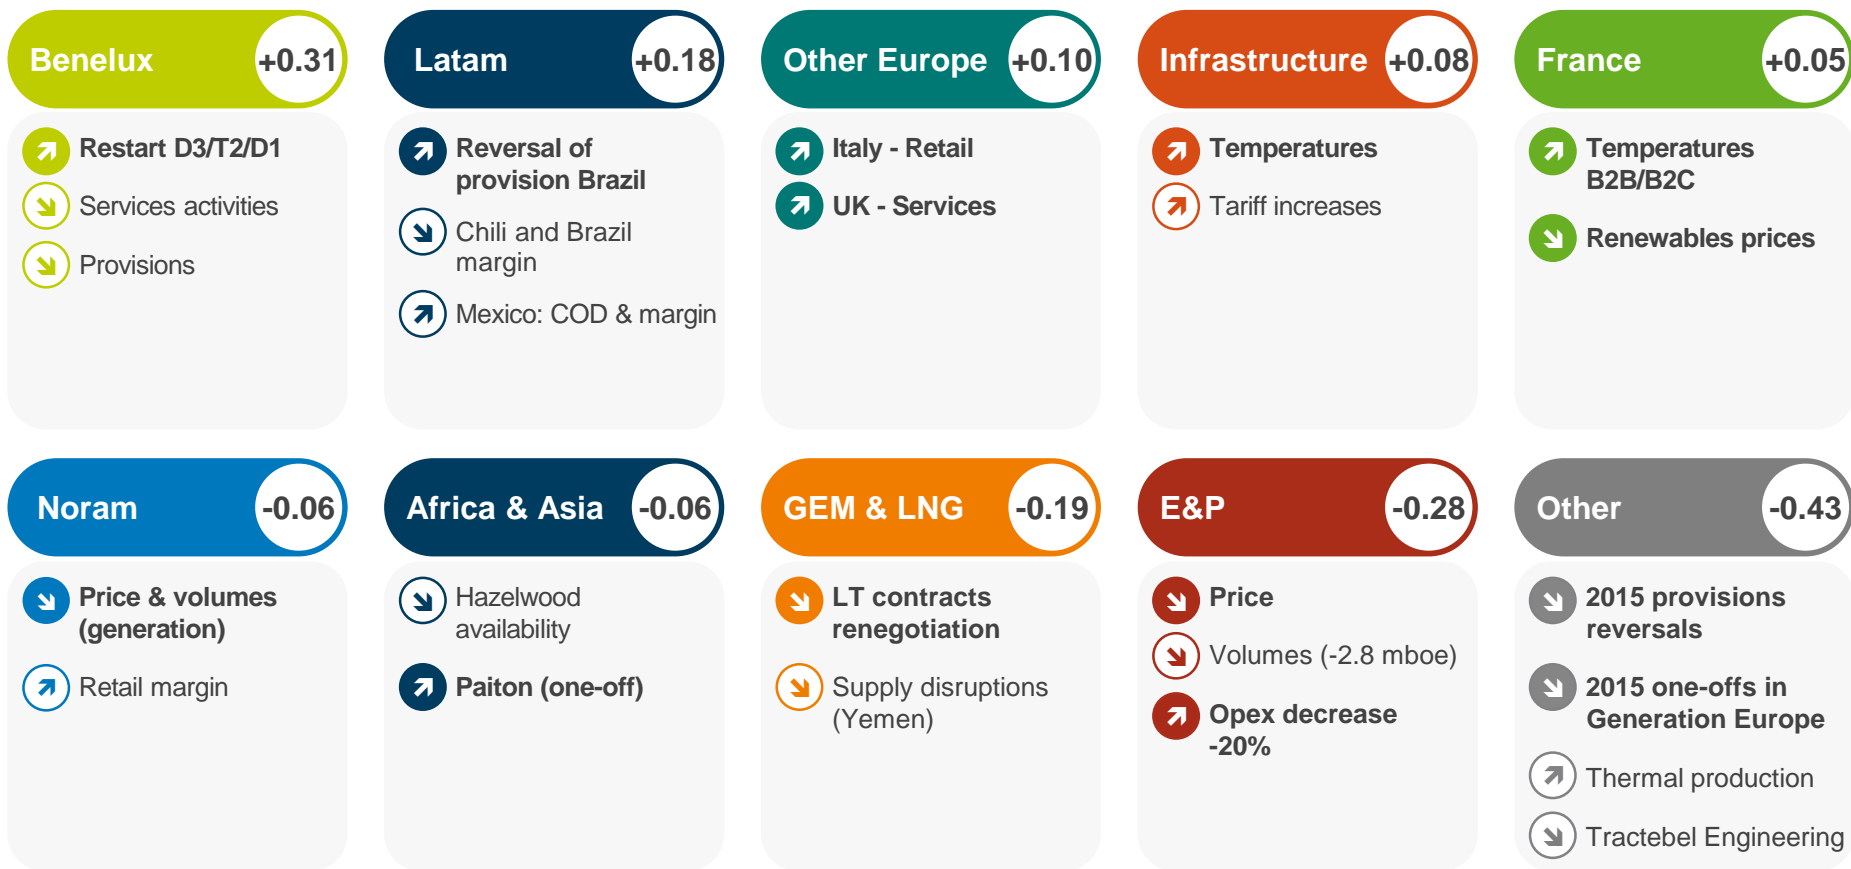 Benelux +0.31
Restart D3/T2/D1
Services activities
Provisions
Latam +0.18
Reversal of
provision Brazil
Chili and Brazil
margin
Mexico: COD & margin
Other Europe +0.10
Italy - Retail
UK - Services
Infrastructure +0.08
Temperatures
Tariff increases
France +0.05
Temperatures
B2B/B2C
Renewables prices
Noram -0.06
Price & volumes
(generation)
Retail margin
Africa & Asia -0.06
Hazelwood
availability
Paiton (one-off)
GEM & LNG -0.19
LT contracts
renegotiation
Supply disruptions
(Yemen)
E&P -0.28
Price
Volumes (-2.8 mboe)
Opex decrease
-20%
Other -0.43
2015 provisions
reversals
2015 one-offs in
Generation Europe
Thermal production
Tractebel Engineering